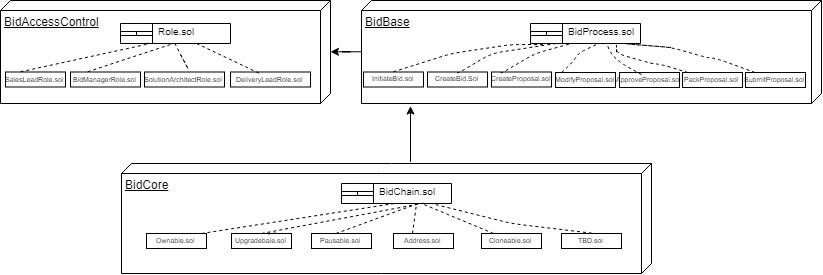 BidAccessControl
Role.sol
SalesLeadRole.sol
BidManagerRole.sol
SolutionArchitectRole.sol
DeliveryLeadRole.sol
BidBase
BidProcess.sol
InitiateBid.sol
CreateBid.Sol
CreateProposal.sol
ModifyProposal.sol
ApproveProposal.sol
PackProposal.sol
SubmitProposal.sol
BidCore
BidChain.sol
Ownable.sol
Upgradebale.sol
Pausable.sol
Address.sol
Cloneable.sol
TBD.sol